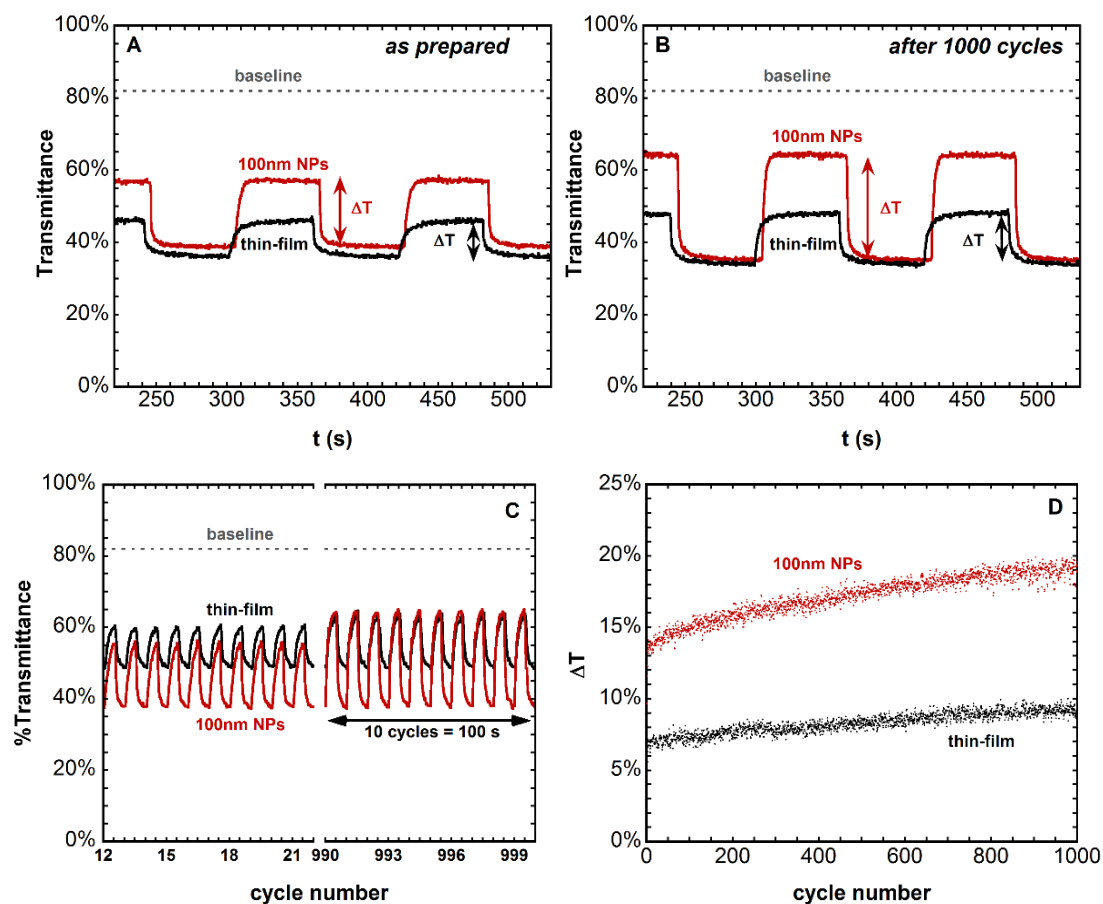 100%
80%
60%
40%
20%
0%
Transmittance
A
as prepared
baseline
100nm NPs
ΔT
thin-film
ΔT
250 300 350 400 450 500
t (s)
100%
80%
60%
40%
20%
0%
Transmittance
B
after 1000 cycles
baseline
100nm NPs
ΔT
thin-film
ΔT
250 300 350 400 450 500
t (s)
100%
80%
60%
40%
20%
0%
%Transmittance
C
baseline
thin-film
100nm NPs
10 cycles = 100 s
12 15 18 21 990 993 996 999
cycle number
25%
20%
15%
10%
5%
0%
ΔT
D
100nm NPs
thin-film
0 200 400 600 800 1000
cycle number